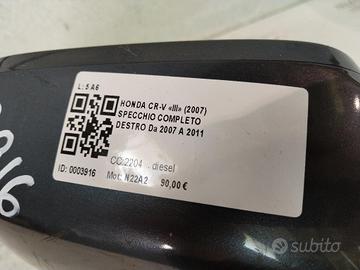 L: 5 A6
HONDA CR-V «III» (2007)
SPECCHIO COMPLETO
DESTRO Da 2007 A 2011
ID: 0003916
CC:2204 . diesel
Mot: N22A2 90,00 €
3916
subito